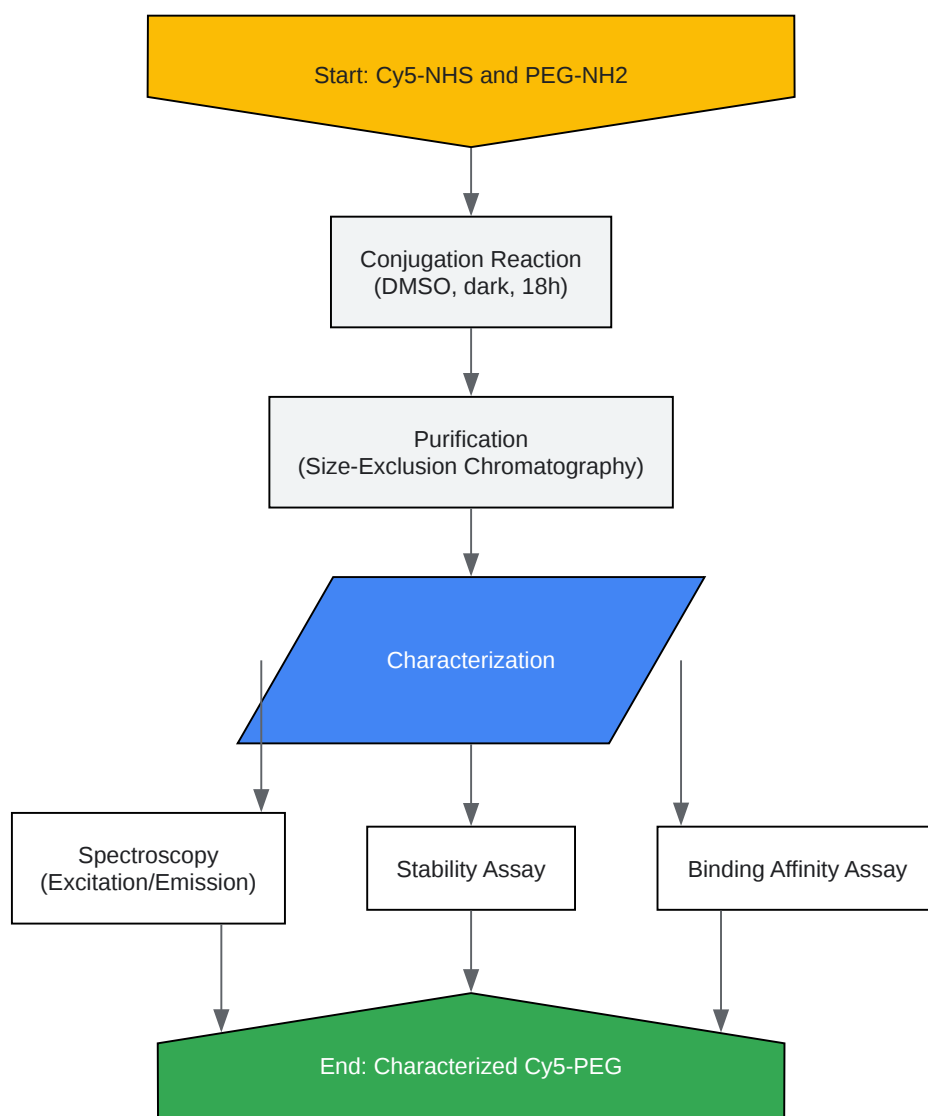 Start: Cy5-NHS and PEG-NH2
Conjugation Reaction
(DMSO, dark, 18h)
Purification
(Size-Exclusion Chromatography)
Characterization
Spectroscopy
(Excitation/Emission)
Stability Assay
Binding Affinity Assay
End: Characterized Cy5-PEG